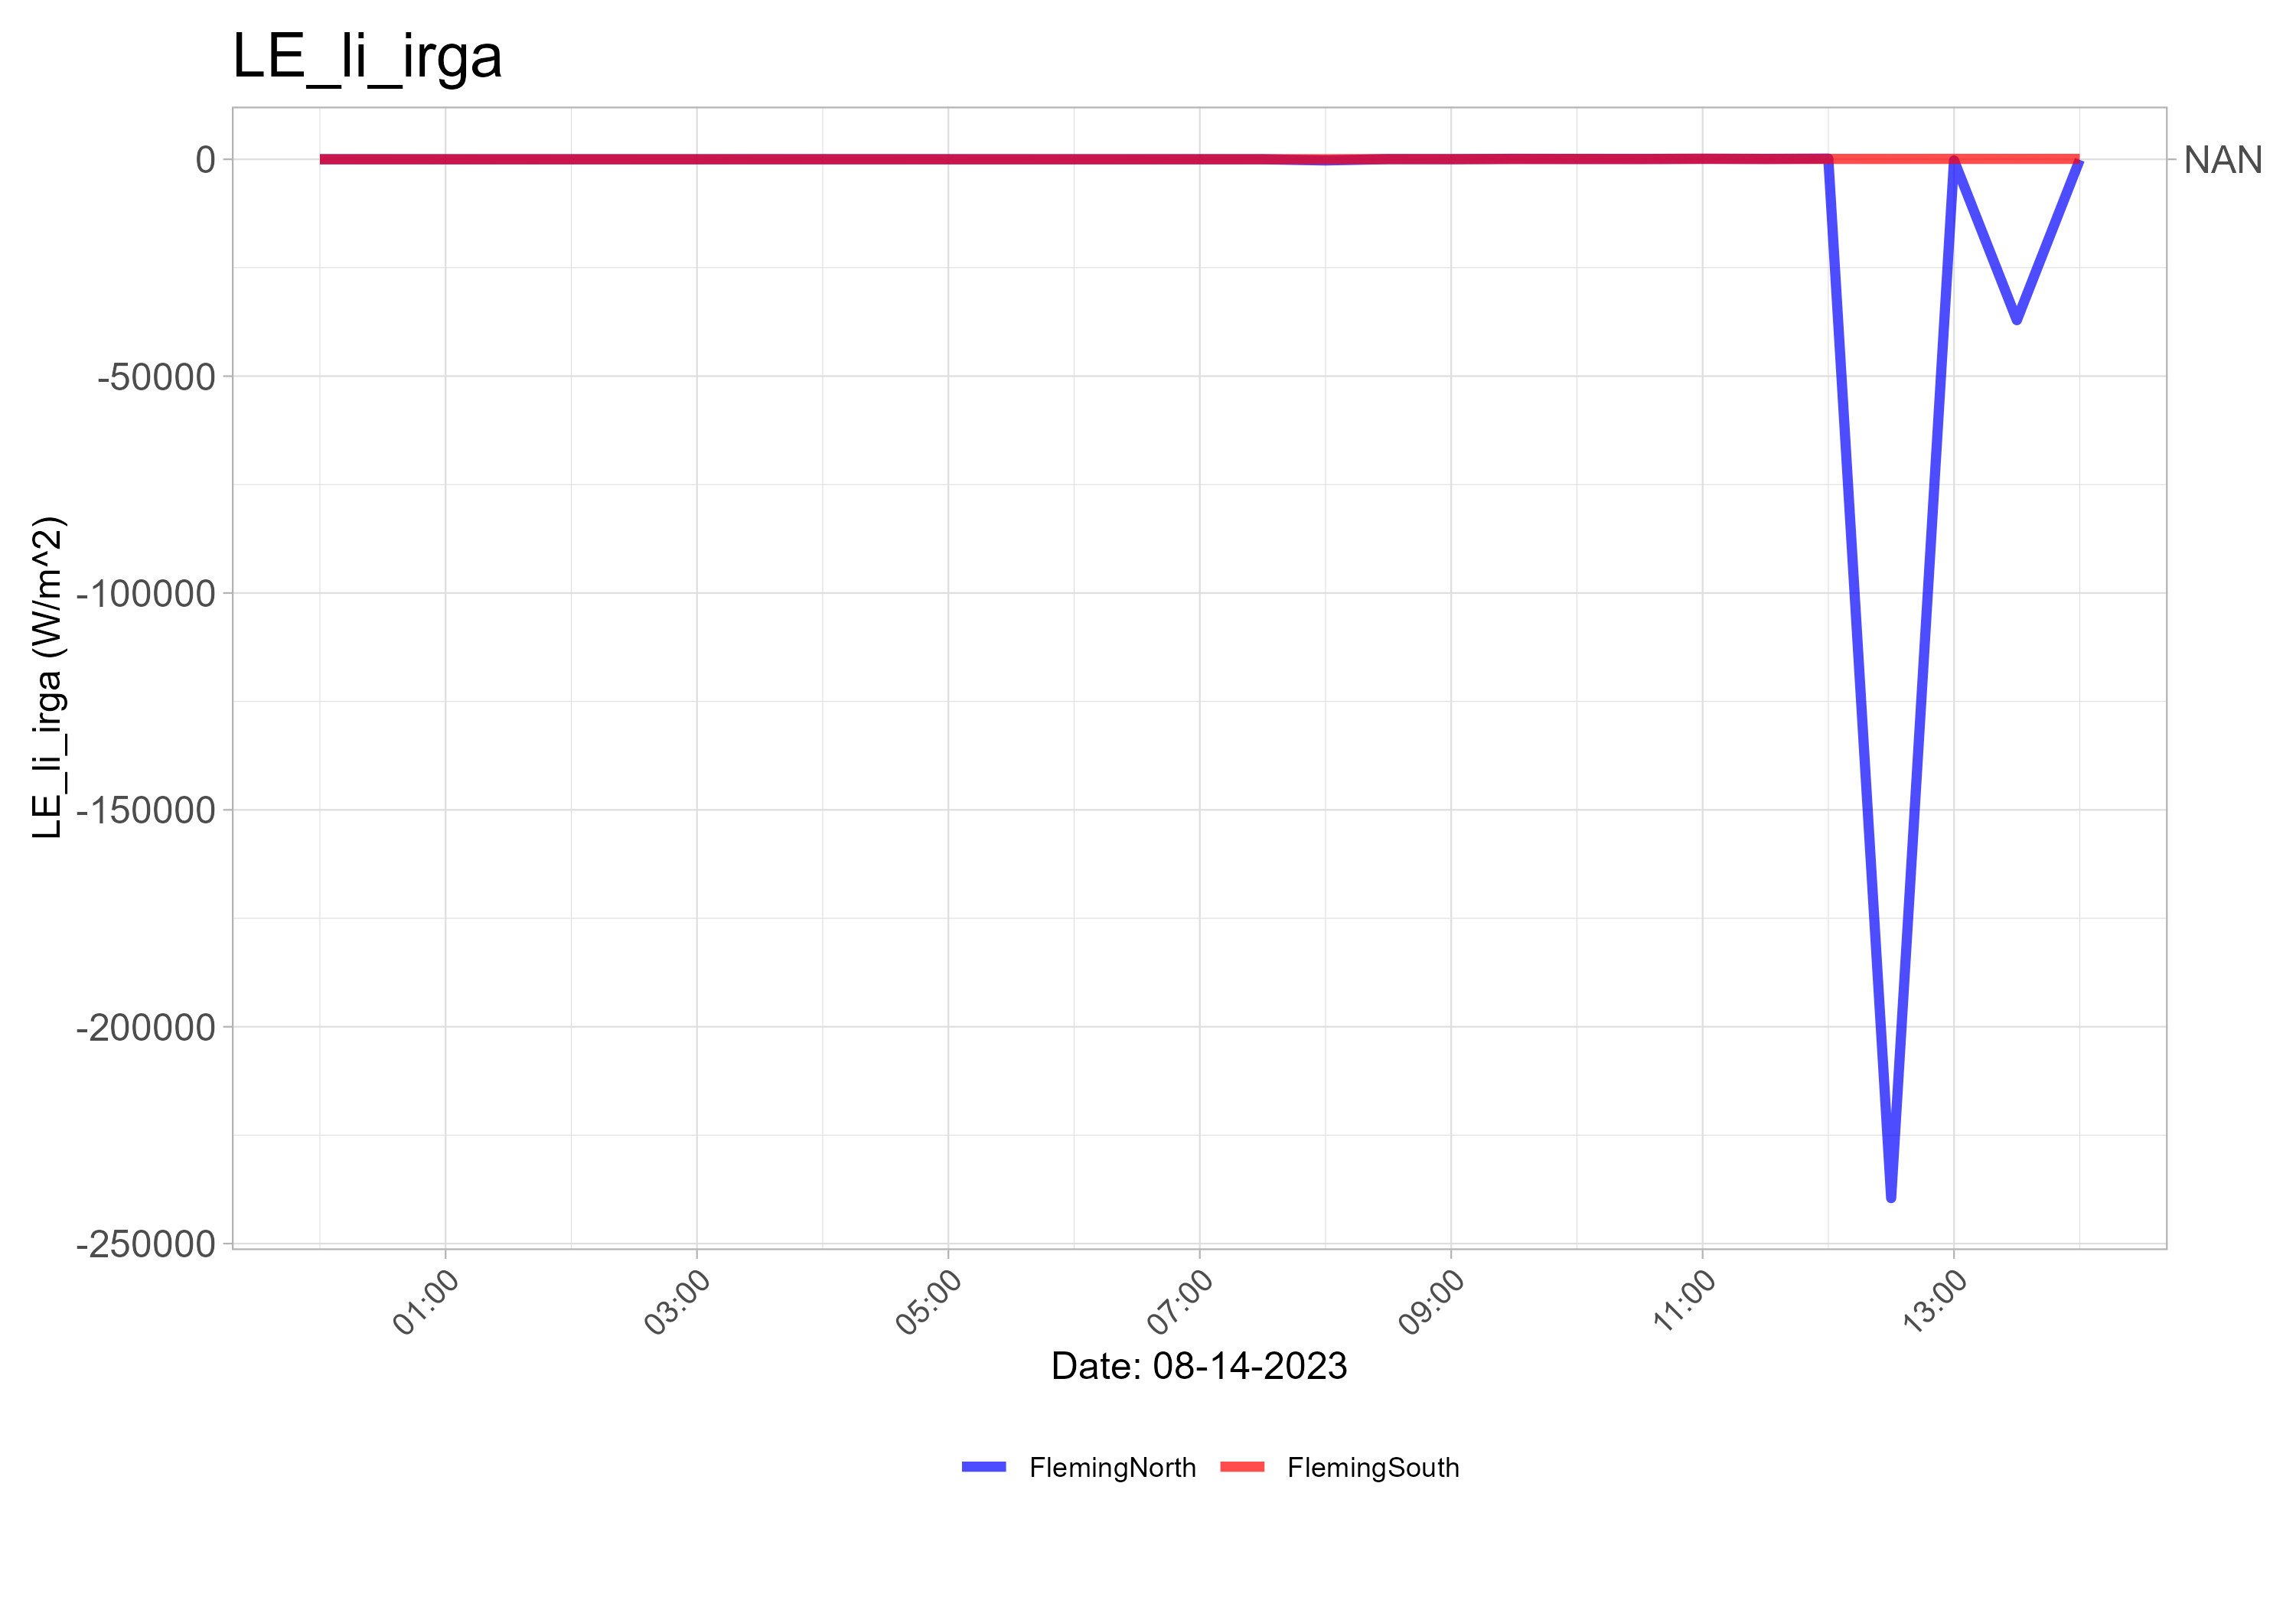 LE_li_irga
0
-50000
-100000
-150000
-200000
-250000
NAN
LE_li_irga (W/m^2)
01:00
03:00
05:00
07:00
09:00
11:00
13:00
Date: 08-14-2023
FlemingNorth
FlemingSouth